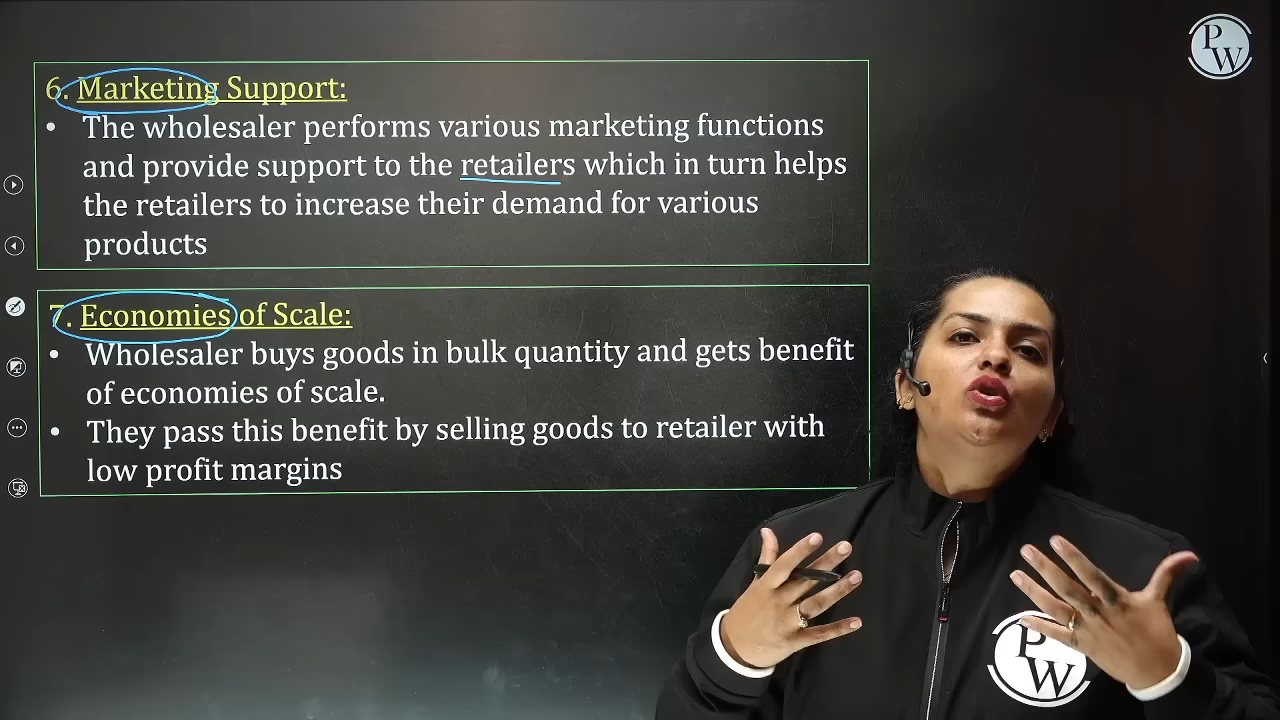 P
W
6. Marketing Support:
• The wholesaler performs various marketing functions
and provide support to the retailers which in turn helps
the retailers to increase their demand for various
products
7. Economies of Scale:
• Wholesaler buys goods in bulk quantity and gets benefit
of economies of scale.
• They pass this benefit by selling goods to retailer with
low profit margins
P
W